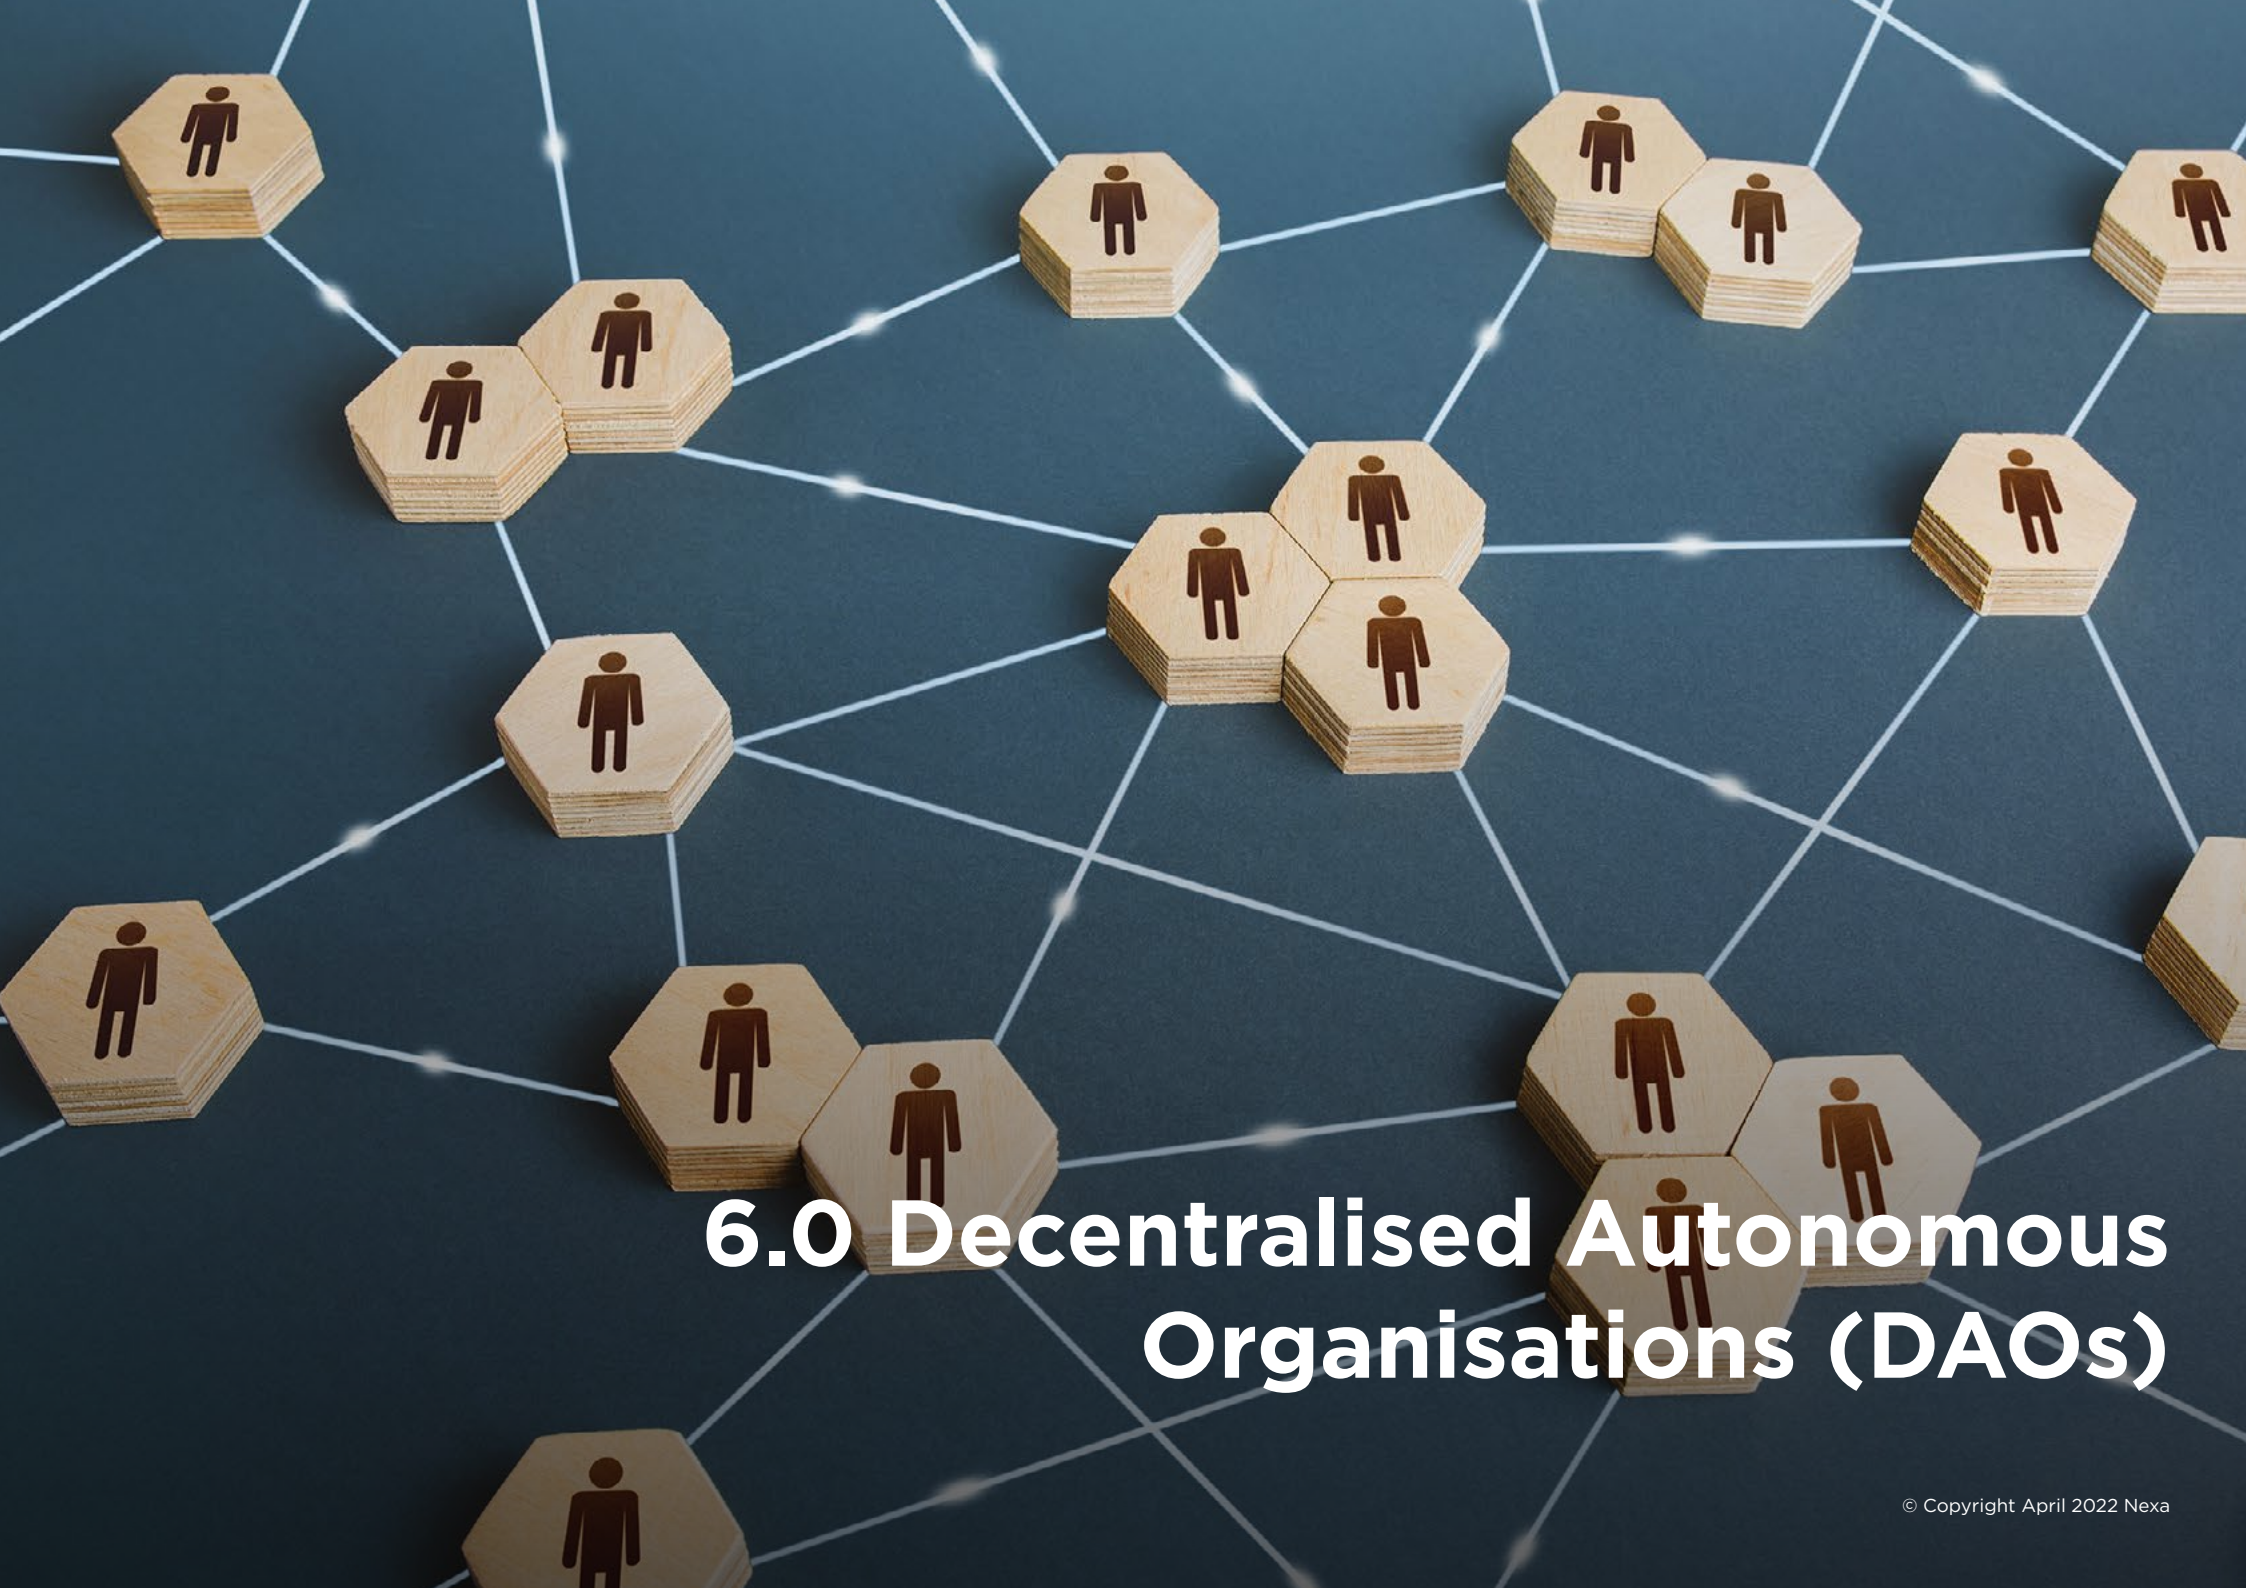 6.0 Decentralised Autonomous
Organisations (DAOs)
© Copyright April 2022 Nexa